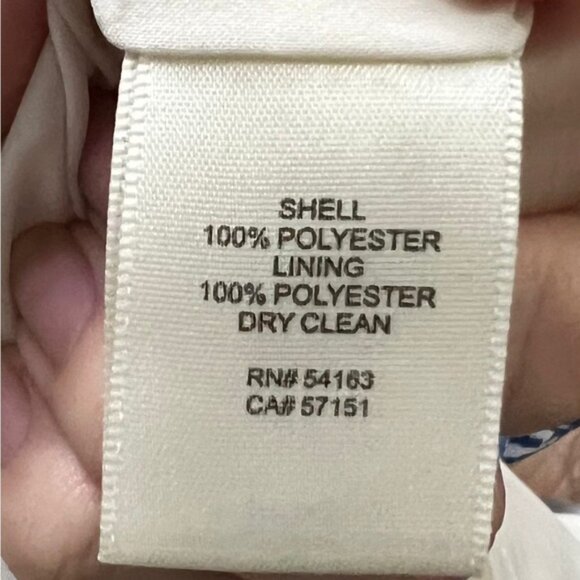 SHELL
100% POLYESTER
LINING
100% POLYESTER
DRY CLEAN
RN# 54163
CA# 57151